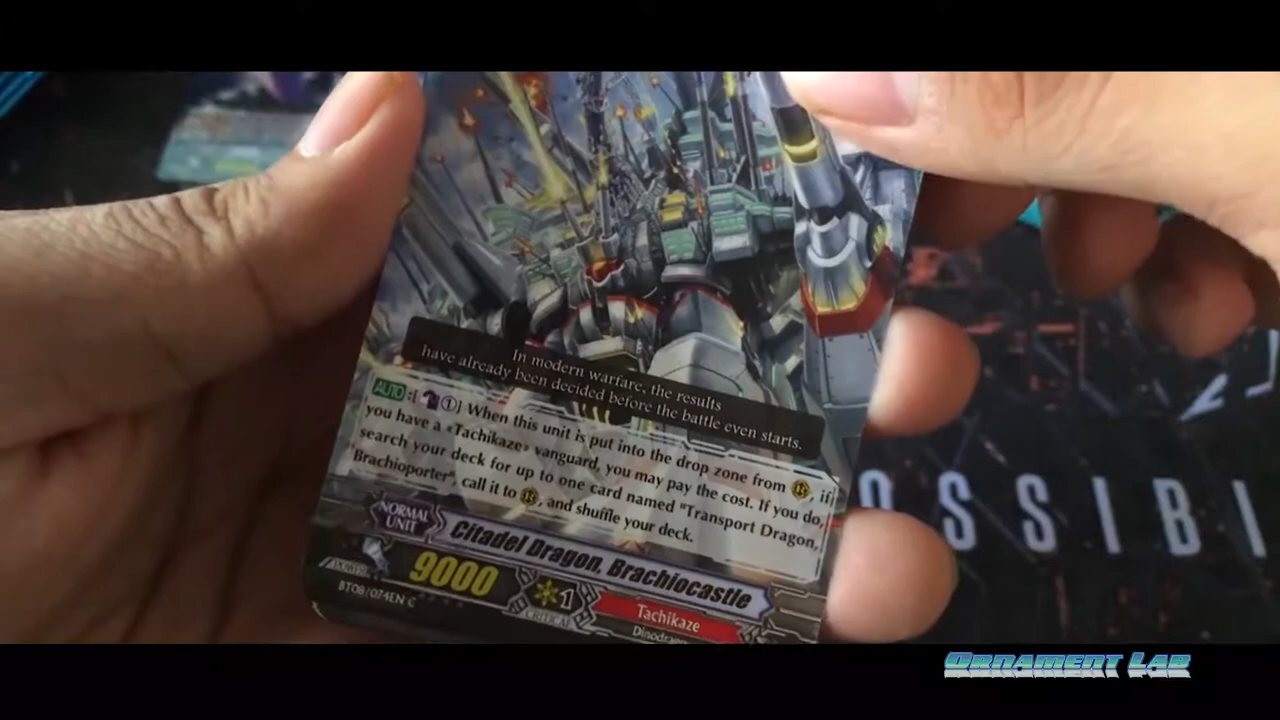 In modern warfare, the results
have already been decided before the battle even starts.
AUTO :[ ①] When this unit is put into the drop zone from , if
you have a «Tachikaze» vanguard, you may pay the cost. If you do,
search your deck for up to one card named "Transport Dragon,
Brachioporter", call it to , and shuffle your deck.
NORMAL
UNIT
Citadel Dragon, Brachiocastle
POWER
9000
1
CRITICAL
Tachikaze
BT08/074EN C
OSSIBI
Ornament Lab